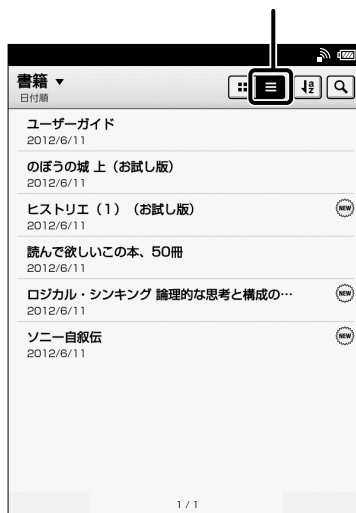 書籍 ▼
日付順
ユーザーガイド
2012/6/11
のぼうの城 上（お試し版）
2012/6/11
ヒストリエ（1）（お試し版）
NEW
2012/6/11
読んで欲しいこの本、50冊
2012/6/11
ロジカル・シンキング 論理的な思考と構成の…
NEW
2012/6/11
ソニー自叙伝
NEW
2012/6/11
1 / 1